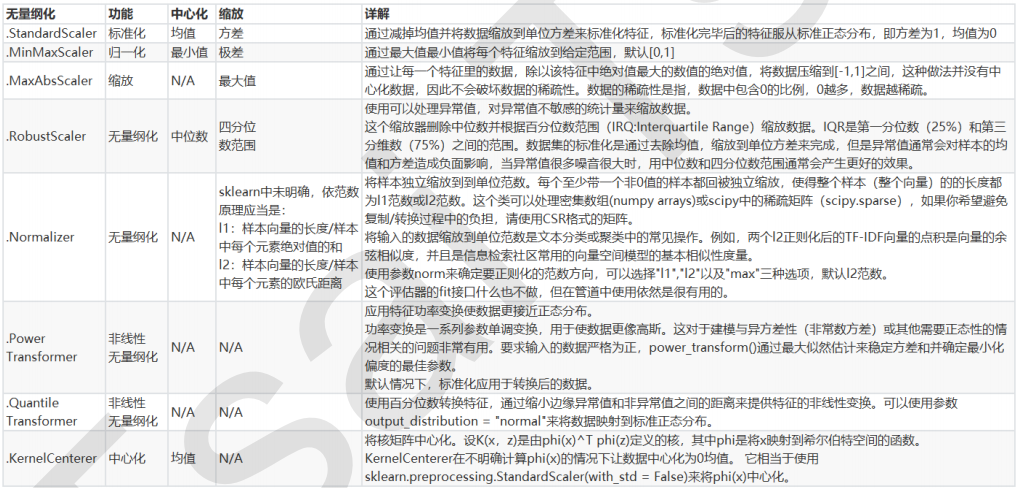 无量纲化 功能 中心化 缩放 详解
.StandardScaler 标准化 均值 方差 通过减掉均值并将数据缩放到单位方差来标准化特征，标准化完毕后的特征服从标准正态分布，即方差为1，均值为0
.MinMaxScaler 归一化 最小值 极差 通过最大值最小值将每个特征缩放到给定范围，默认[0,1]
.MaxAbsScaler 缩放 N/A 最大值 通过让每一个特征里的数据，除以该特征中绝对值最大的数值的绝对值，将数据压缩到[-1,1]之间，这种做法并没有中
心化数据，因此不会破坏数据的稀疏性。数据的稀疏性是指，数据中包含0的比例，0越多，数据越稀疏。
.RobustScaler 无量纲化 中位数 四分位
数范围
使用可以处理异常值，对异常值不敏感的统计量来缩放数据。
这个缩放器删除中位数并根据百分位数范围（IRQ:Interquartile Range）缩放数据。IQR是第一分位数（25%）和第三
分维数（75%）之间的范围。数据集的标准化是通过去除均值，缩放到单位方差来完成，但是异常值通常会对样本的均
值和方差造成负面影响，当异常值很多噪音很大时，用中位数和四分位数范围通常会产生更好的效果。
.Normalizer 无量纲化 N/A
sklearn中未明确，依范数
原理应当是：
l1：样本向量的长度/样本
中每个元素绝对值的和
l2：样本向量的长度/样本
中每个元素的欧氏距离
将样本独立缩放到到单位范数。每个至少带一个非0值的样本都回被独立缩放，使得整个样本（整个向量）的的长度都
为l1范数或l2范数。这个类可以处理密集数组(numpy arrays)或scipy中的稀疏矩阵（scipy.sparse），如果你希望避免
复制/转换过程中的负担，请使用CSR格式的矩阵。
将输入的数据缩放到单位范数是文本分类或聚类中的常见操作。例如，两个l2正则化后的TF-IDF向量的点积是向量的余
弦相似度，并且是信息检索社区常用的向量空间模型的基本相似性度量。
使用参数norm来确定要正则化的范数方向，可以选择"l1","l2"以及"max"三种选项，默认l2范数。
这个评估器的fit接口什么也不做，但在管道中使用依然是很有用的。
.Power
Transformer
非线性
无量纲化
N/A N/A
应用特征功率变换使数据更接近正态分布。
功率变换是一系列参数单调变换，用于使数据更像高斯。这对于建模与异方差性（非常数方差）或其他需要正态性的情
况相关的问题非常有用。要求输入的数据严格为正，power_transform()通过最大似然估计来稳定方差和并确定最小化
偏度的最佳参数。
默认情况下，标准化应用于转换后的数据。
.Quantile
Transformer
非线性
无量纲化
N/A N/A
使用百分位数转换特征，通过缩小边缘异常值和非异常值之间的距离来提供特征的非线性变换。可以使用参数
output_distribution = "normal"来将数据映射到标准正态分布。
.KernelCenterer 中心化 均值 N/A
将核矩阵中心化。设K(x，z)是由phi(x)^T phi(z)定义的核，其中phi是将x映射到希尔伯特空间的函数。
KernelCenterer在不明确计算phi(x)的情况下让数据中心化为0均值。 它相当于使用
sklearn.preprocessing.StandardScaler(with_std = False)来将phi(x)中心化。